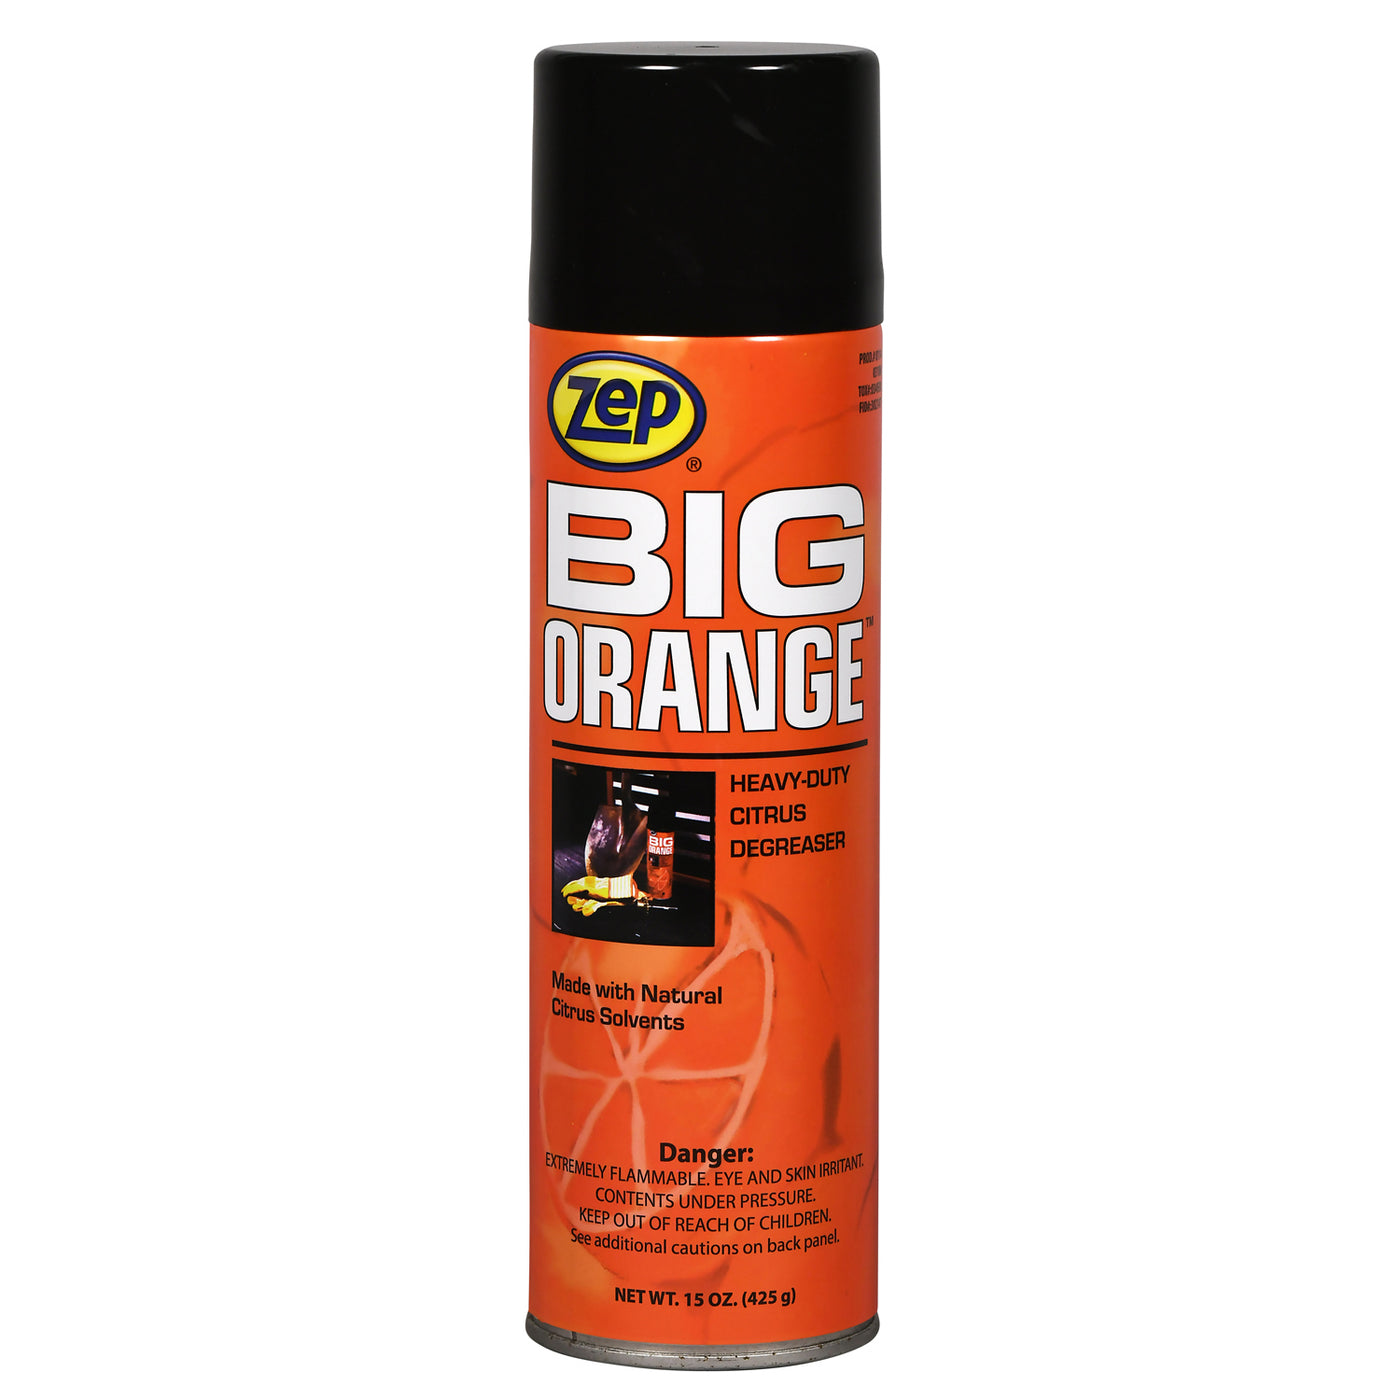 zep
®
BIG
ORANGE™
HEAVY-DUTY
CITRUS
DEGREASER
BIG
ORANGE
Made with Natural
Citrus Solvents
Danger:
EXTREMELY FLAMMABLE. EYE AND SKIN IRRITANT.
CONTENTS UNDER PRESSURE.
KEEP OUT OF REACH OF CHILDREN.
See additional cautions on back panel.
NET WT. 15 OZ. (425 g)